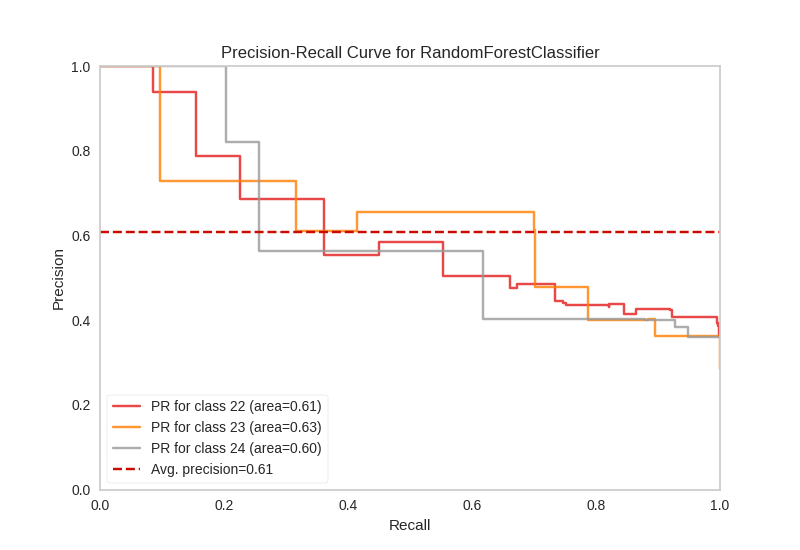 Precision-Recall Curve for RandomForestClassifier
1.0
0.8
0.6
0.4
0.2
0.0
Precision
PR for class 22 (area=0.61)
PR for class 23 (area=0.63)
PR for class 24 (area=0.60)
Avg. precision=0.61
0.0 0.2 0.4 0.6 0.8 1.0
Recall